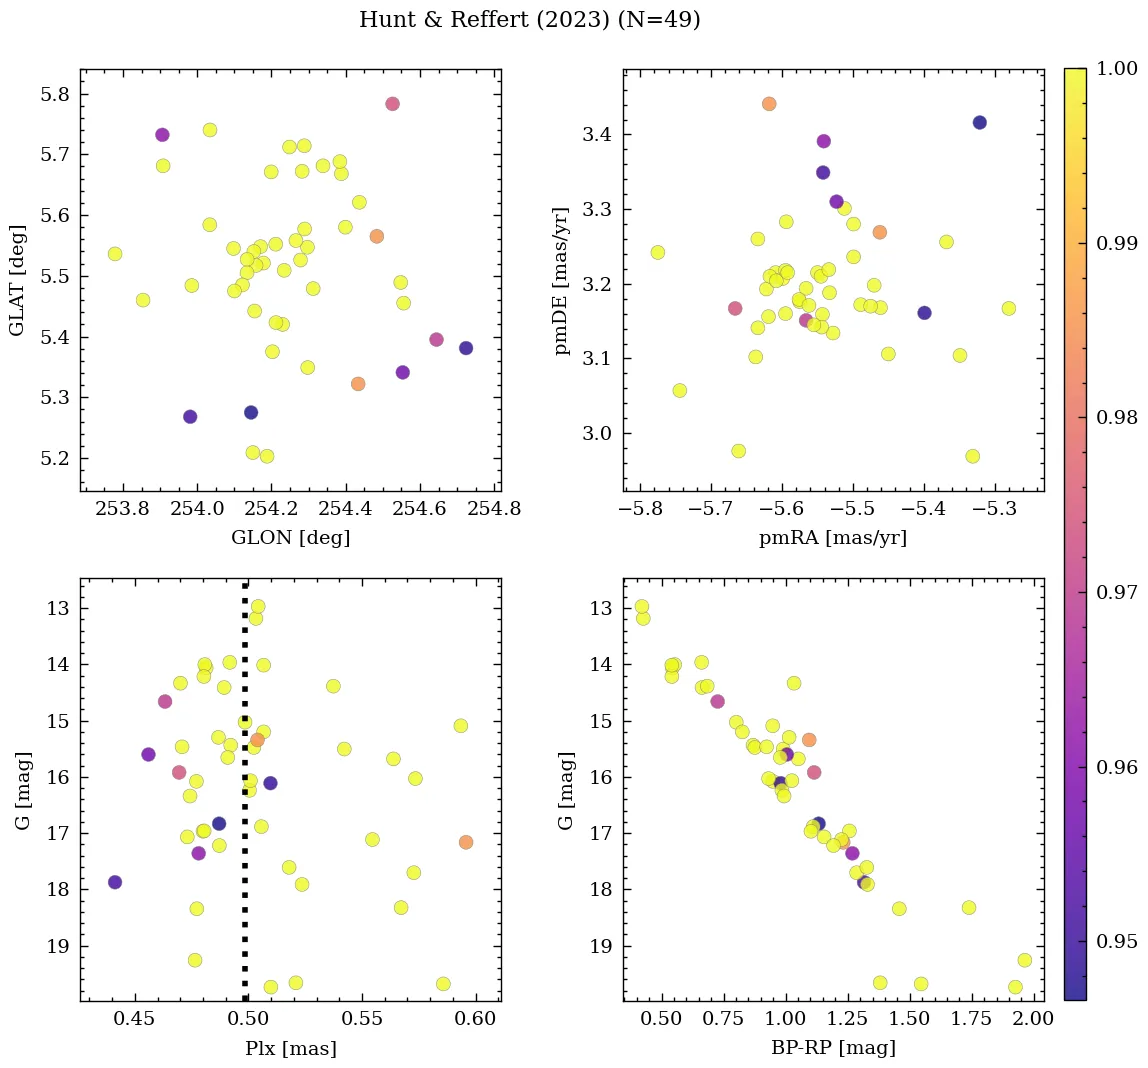 Hunt & Reffert (2023) (N=49)
5.8
5.7
5.6
5.5
5.4
5.3
5.2
GLAT [deg]
253.8 254.0 254.2 254.4 254.6 254.8
GLON [deg]
3.4
3.3
3.2
3.1
3.0
pmDE [mas/yr]
−5.8 −5.7 −5.6 −5.5 −5.4 −5.3
pmRA [mas/yr]
13
14
15
16
17
18
19
G [mag]
0.45 0.50 0.55 0.60
Plx [mas]
13
14
15
16
17
18
19
G [mag]
0.50 0.75 1.00 1.25 1.50 1.75 2.00
BP-RP [mag]
1.00
0.99
0.98
0.97
0.96
0.95